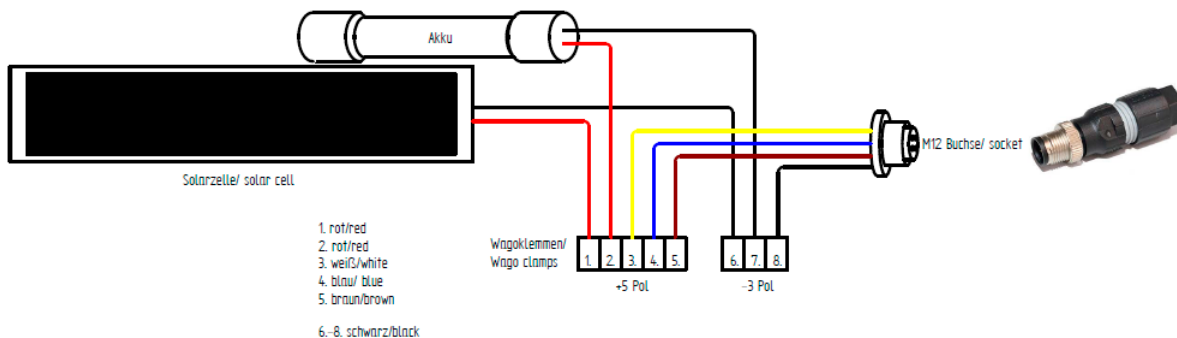 Akku
Solarzelle/ solar cell
M12 Buchse/ socket
1. rot/red
2. rot/red
3. weiß/white
4. blau/ blue
5. braun/brown
6.-8. schwarz/black
Wagoklemmen/
Wago clamps
1. 2. 3. 4. 5.
+5 Pol
6. 7. 8.
-3 Pol